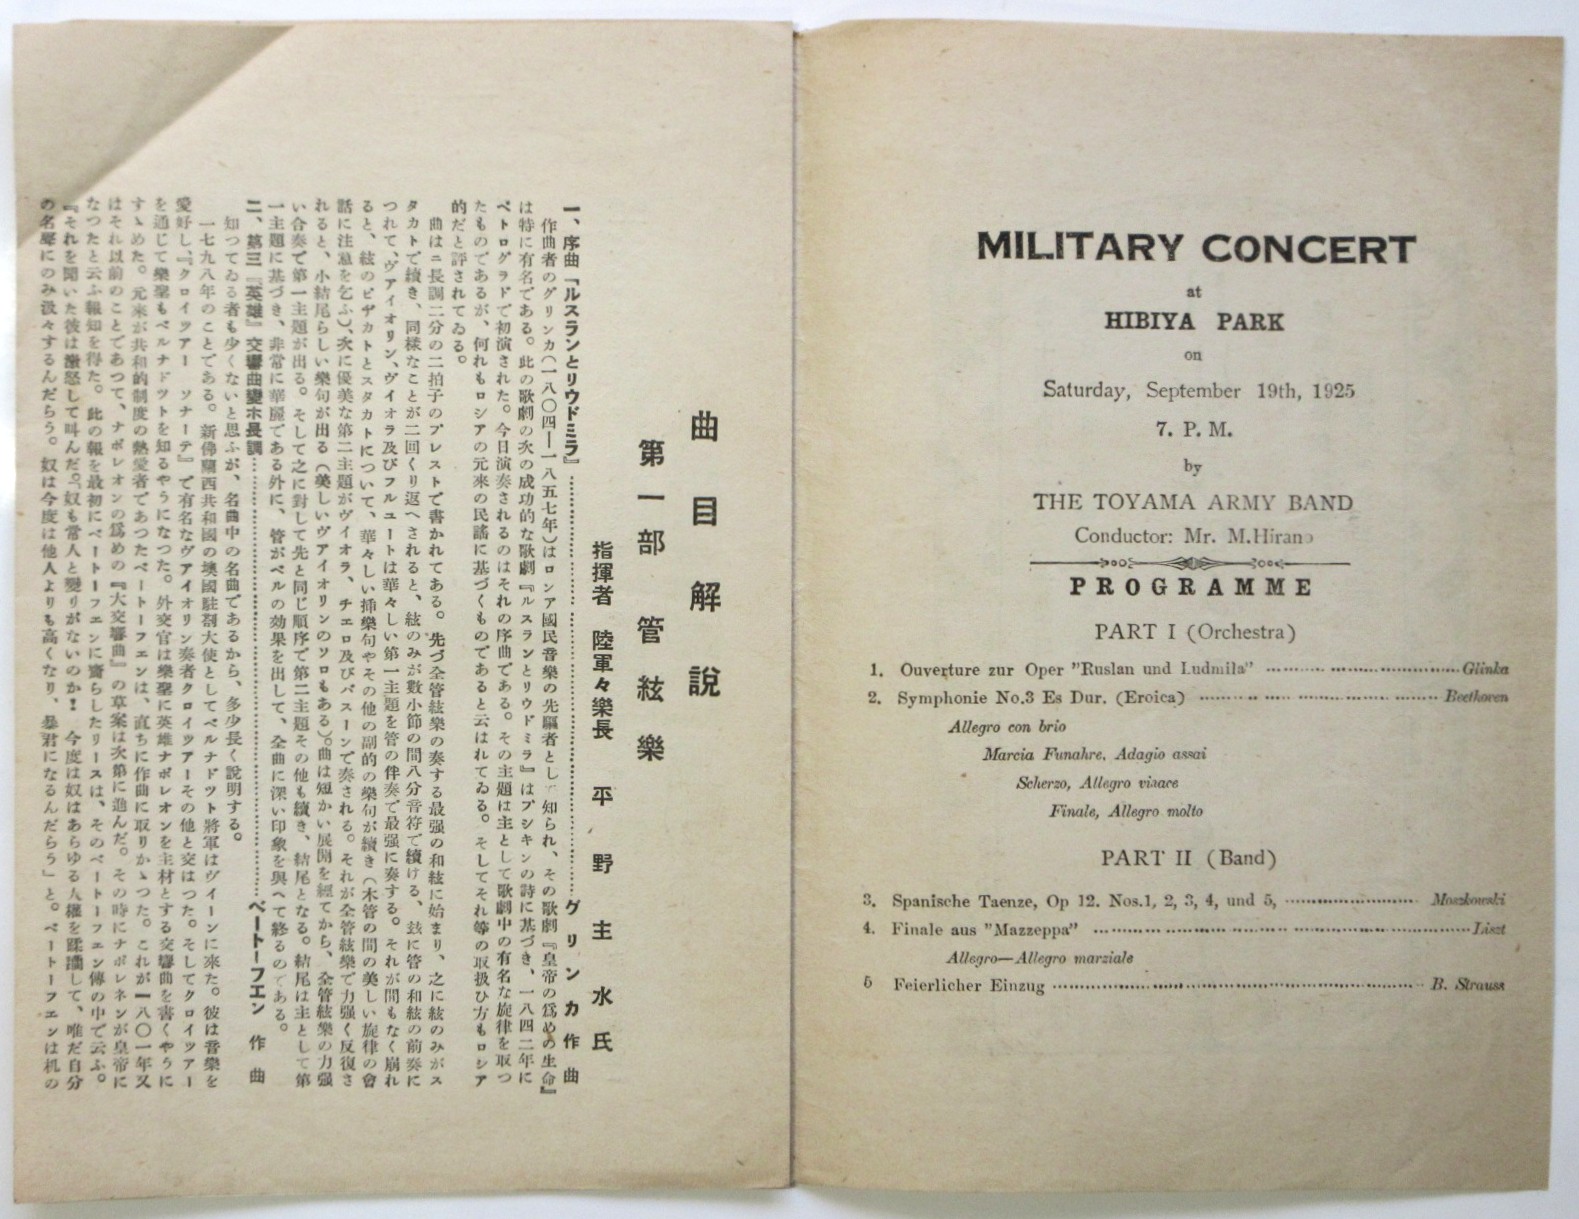 MILITARY CONCERT
at
HIBIYA PARK
on
Saturday, September 19th, 1925
7. P. M.
by
THE TOYAMA ARMY BAND
Conductor: Mr. M.Hirano
PROGRAMME
PART I (Orchestra)
1. Ouverture zur Oper "Ruslan und Ludmila" ........ Glinka
2. Symphonie No.3 Es Dur. (Eroica) ........ Beethoven
Allegro con brio
Marcia Funahre. Adagio assai
Scherzo, Allegro vivace
Finale, Allegro molto
PART II (Band)
3. Spanische Taenze, Op 12. Nos.1, 2, 3, 4, und 5, ........ Moszkowski
4. Finale aus "Mazzeppa" ........ Liszt
Allegro—Allegro marziale
5 Feierlicher Einzug ........ R. Strauss
曲目解說
第一部 管絃樂
指揮者 陸軍々樂長 平野主水氏
一、序曲「ルスランとリウドミラ」………グリンカ作曲
作曲者のグリンカ(一八〇四―一八五七年)はロシア國民音樂の先驅者として知られ、その歌劇『皇帝の爲めの生命』
は特に有名である。此の歌劇の次の成功的な歌劇『ルスランとリウドミラ』はプシキンの詩に基づき、一八四二年に
ペトログラドで初演された。今日演奏されるのはそれの序曲である。その主題は主として歌劇中の有名な旋律を取つ
たものであるが、何れもロシアの元來の民謠に基づくものであると云はれてゐる。そしてそれ等の取扱ひ方もロシア
的だと評されてゐる。
曲はニ長調二分の二拍子のプレストで書かれてある。先づ全管絃樂の奏する最强の和絃に始まり、之に絃のみがス
タカトで續き、同樣なことが二回くり返へされると、絃のみが數小節の間八分音符で續ける、玆に管の和絃の前奏に
つれて、ヴアイオリン、ヴイオラ及びフルユートは華々しい第一主題を管の伴奏で最强に奏する。それが間もなく崩れ
ると、絃のピザカトとスタカトについて、華々しい揷樂句やその他の副的の樂句が續き(木管の間の美しい旋律の會
話に注意を乞ふ)、次に優美な第二主題がヴイオラ、チエロ及びバスーンで奏される。それが全管絃樂で力强く反復さ
れると、小結尾らしい樂句が出る(美しいヴアイオリンのソロもある)。曲は短かい展開を經てから、全管絃樂の力强
い合奏で第一主題が出る。そして之に對して先と同じ順序で第二主題その他も續き、結尾となる。結尾は主として第
一主題に基づき、非常に華麗である外に、管がベルの効果を出して、全曲に深い印象を與へて終るのである。
二、第三『英雄』交響曲變ホ長調………ベートーフエン 作曲
知つてゐる者も少くないと思ふが、名曲中の名曲であるから、多少長く說明する。
一七九八年のことである。新佛蘭西共和國の墺國駐剳大使としてベルナドツト將軍はヴイーンに來た。彼は音樂を
愛好し、『クロイツアー ソナーテ』で有名なヴアイオリン奏者クロイツアーその他と交はつた。そしてクロイツアー
を通じて樂聖もベルナドツトを知るやうになつた。外交官は樂聖に英雄ナポレオンを主材とする交響曲を書くやうに
すゝめた。元來が共和的制度の熱愛者であつたベートーフエンは、直ちに作曲に取りかゝつた。これが一八〇一年又
はそれ以前のことであつて、ナポレオンの爲めの『大交響曲』の草案は次第に進んだ。その時にナポレオンが皇帝に
なつたと云ふ報知を得た。此の報を最初にベートーフエンに齎らしたリースは、そのベートーフエン傳の中で云ふ。
『それを聞いた彼は激怒して叫んだ。「奴も常人と變りがないのか! 今度は奴はあらゆる人權を蹂躪して、唯だ自分
の名譽にのみ汲々するんだらう。奴は今度は他人よりも高くなり、暴君になるんだらう」と。ベートーフエンは机の